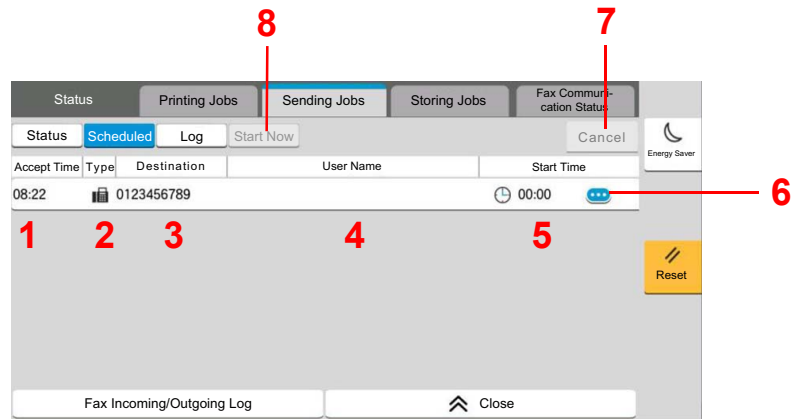 8
7
Status
Printing Jobs
Sending Jobs
Storing Jobs
Fax Communi-
cation Status
Status
Scheduled
Log
Start Now
Cancel
Energy Saver
Accept Time
Type
Destination
User Name
Start Time
08:22
0123456789
00:00
6
1
2
3
4
5
Reset
Fax Incoming/Outgoing Log
Close